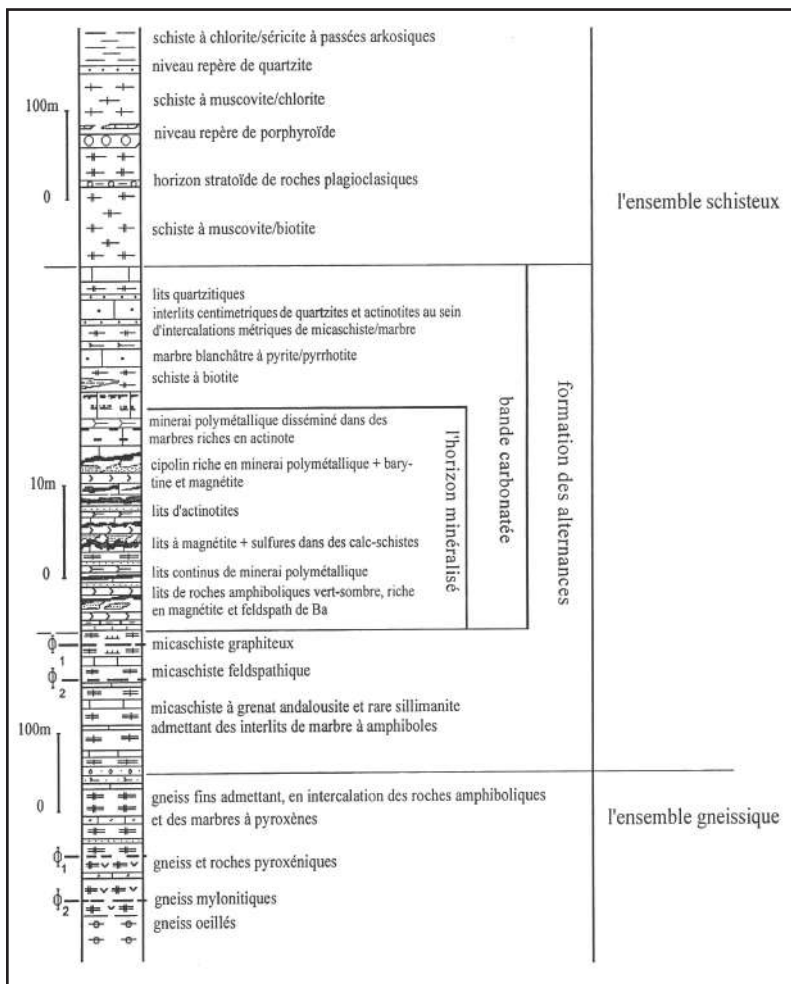 schiste à chlorite/séricite à passées arkosiques
niveau repère de quartzite
schiste à muscovite/chlorite
100m
niveau repère de porphyroïde
horizon stratoïde de roches plagioclasiques
0
l'ensemble schisteux
schiste à muscovite/biotite
lits quartzitiques
interlits centimetriques de quartzites et actinotites au sein
d'intercalations métriques de micaschiste/marbre
marbre blanchâtre à pyrite/pyrrhotite
schiste à biotite
minerai polymétallique disséminé dans des
marbres riches en actinote
cipolin riche en minerai polymétallique + bary-
tine et magnétite
10m
lits d'actinotites
lits à magnétite + sulfures dans des calc-schistes
0
lits continus de minerai polymétallique
lits de roches amphiboliques vert-sombre, riche
en magnétite et feldspath de Ba
l'horizon minéralisé
bande carbonatée
formation des alternances
ϕ1
micaschiste graphiteux
ϕ2
micaschiste feldspathique
micaschiste à grenat andalousite et rare sillimanite
admettant des interlits de marbre à amphiboles
100m
0
gneiss fins admettant, en intercalation des roches amphiboliques
et des marbres à pyroxènes
l'ensemble gneissique
ϕ1
gneiss et roches pyroxéniques
ϕ2
gneiss mylonitiques
gneiss oeillés